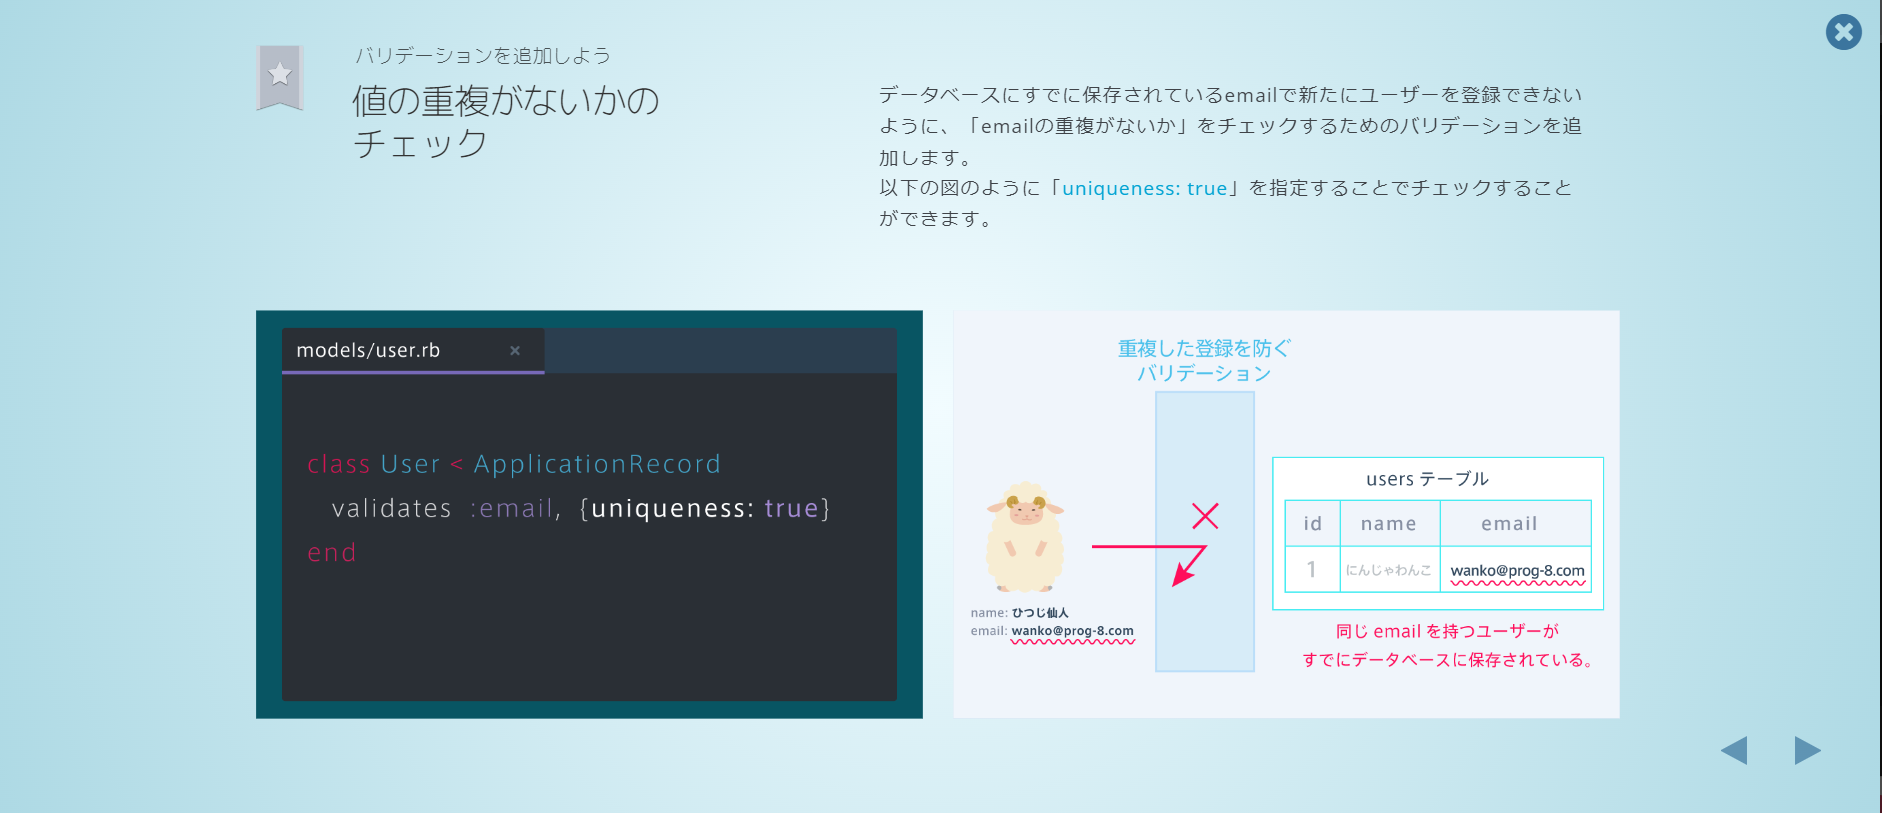 バリデーションを追加しよう
値の重複がないかの
チェック
データベースにすでに保存されているemailで新たにユーザーを登録できない
ように、「emailの重複がないか」をチェックするためのバリデーションを追
加します。
以下の図のように「uniqueness: true」を指定することでチェックすること
ができます。
models/user.rb ×
class User < ApplicationRecord
validates :email, {uniqueness: true}
end
重複した登録を防ぐ
バリデーション
name: ひつじ仙人
email: wanko@prog-8.com
users テーブル
id name email
1 にんじゃわんこ wanko@prog-8.com
同じ email を持つユーザーが
すでにデータベースに保存されている。